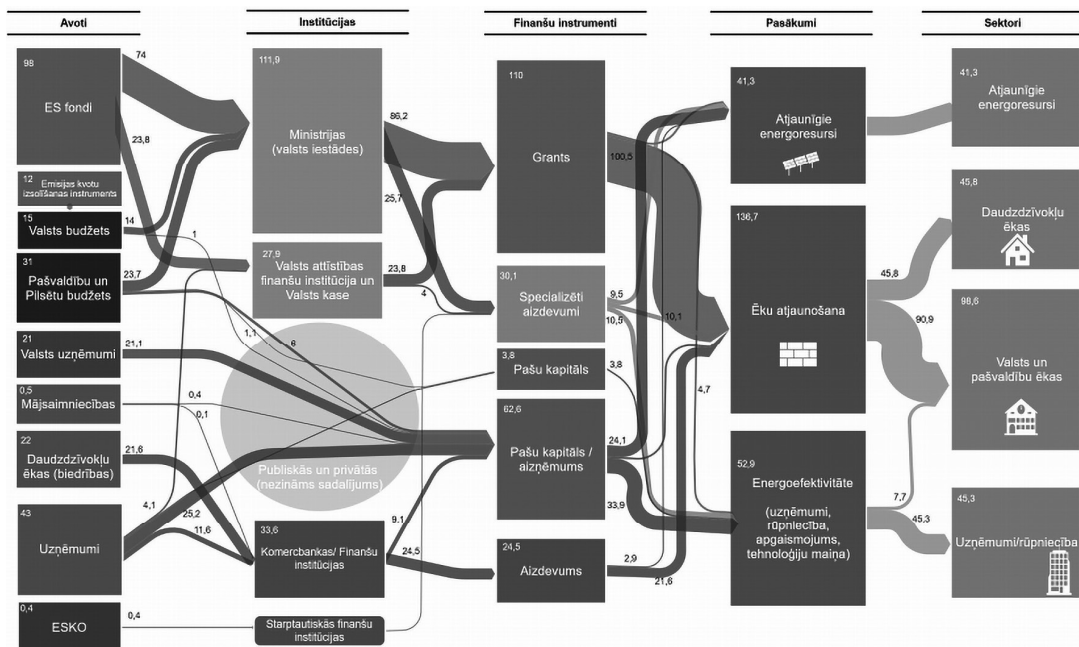 Avoti
Institūcijas
Finanšu instrumenti
Pasākumi
Sektori
98
ES fondi
12
Emisijas kvotu
izsolīšanas instruments
15
Valsts budžets
31
Pašvaldību un
Pilsētu budžets
21
Valsts uzņēmumi
0,5
Mājsaimniecības
22
Daudzdzīvokļu
ēkas (biedrības)
43
Uzņēmumi
0,4
ESKO
74
23,8
14
1
23,7
1,1
6
21,1
0,4
0,1
21,6
4,1
25,2
11,6
0,4
111,9
Ministrijas
(valsts iestādes)
27,9
Valsts attīstības
finanšu institūcija un
Valsts kase
Publiskās un privātās
(nezināms sadalījums)
33,6
Komercbankas/ Finanšu
institūcijas
Starptautiskās finanšu
institūcijas
86,2
25,7
23,8
4
9,1
24,5
110
Grants
30,1
Specializēti
aizdevumi
3,8
Pašu kapitāls
62,6
Pašu kapitāls /
aizņēmums
24,5
Aizdevums
100,5
9,5
10,5
10,1
3,8
4,7
24,1
33,9
2,9
21,6
41,3
Atjaunīgie
energoresursi
136,7
Ēku atjaunošana
52,9
Energoefektivitāte
(uzņēmumi,
rūpniecība,
apgaismojums,
tehnoloģiju maiņa)
45,8
90,9
7,7
45,3
41,3
Atjaunīgie
energoresursi
45,8
Daudzdzīvokļu
ēkas
98,6
Valsts un
pašvaldību ēkas
45,3
Uzņēmumi/rūpniecība